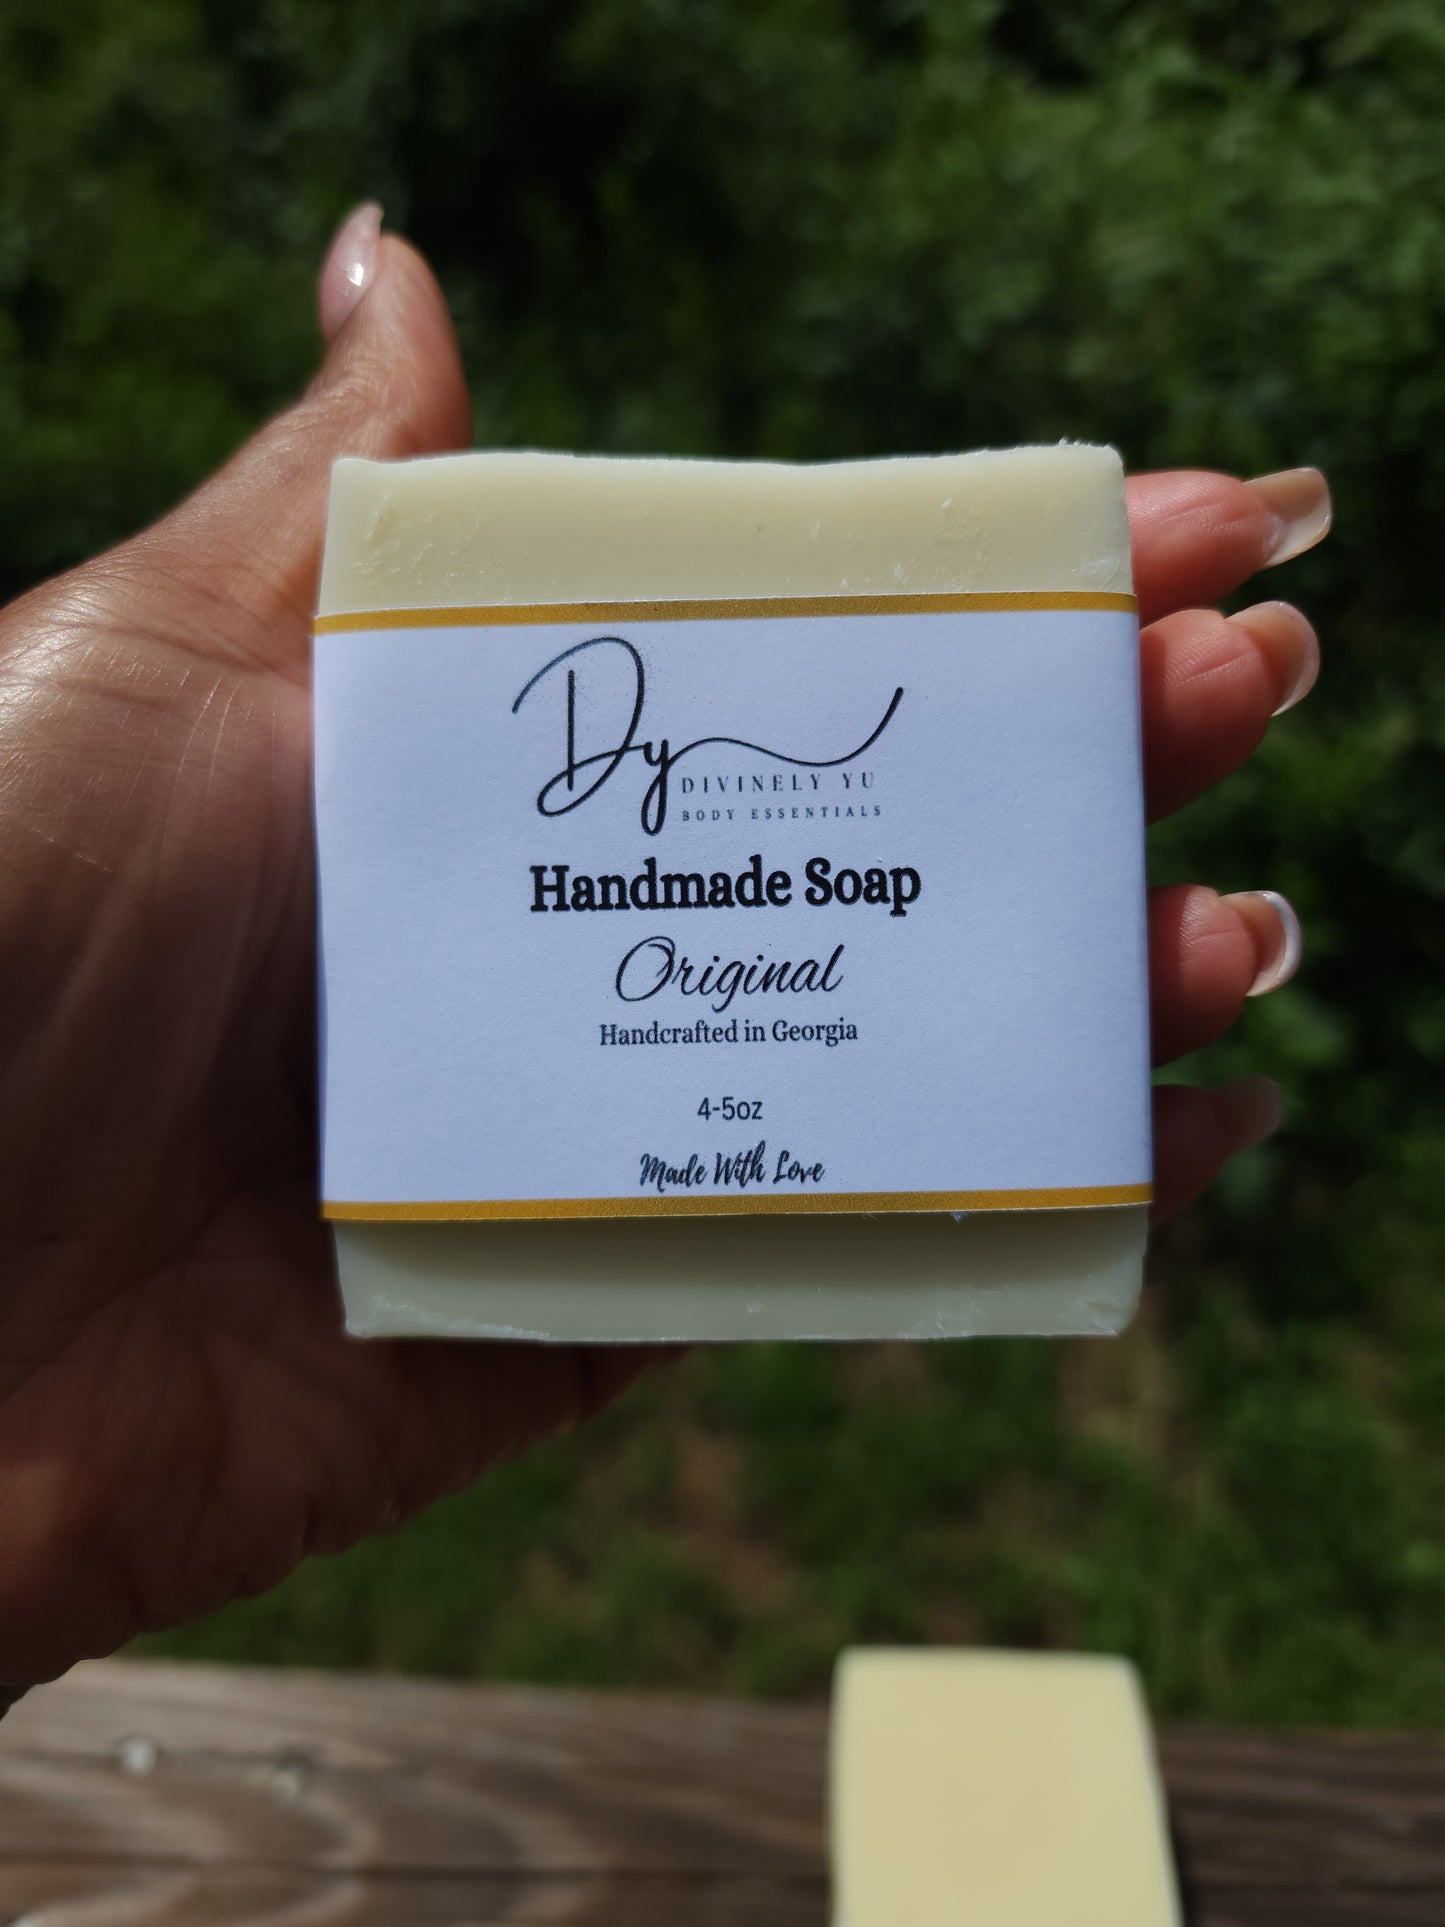 Dy
DIVINELY YU
BODY ESSENTIALS
Handmade Soap
Original
Handcrafted in Georgia
4-5oz
Made With Love